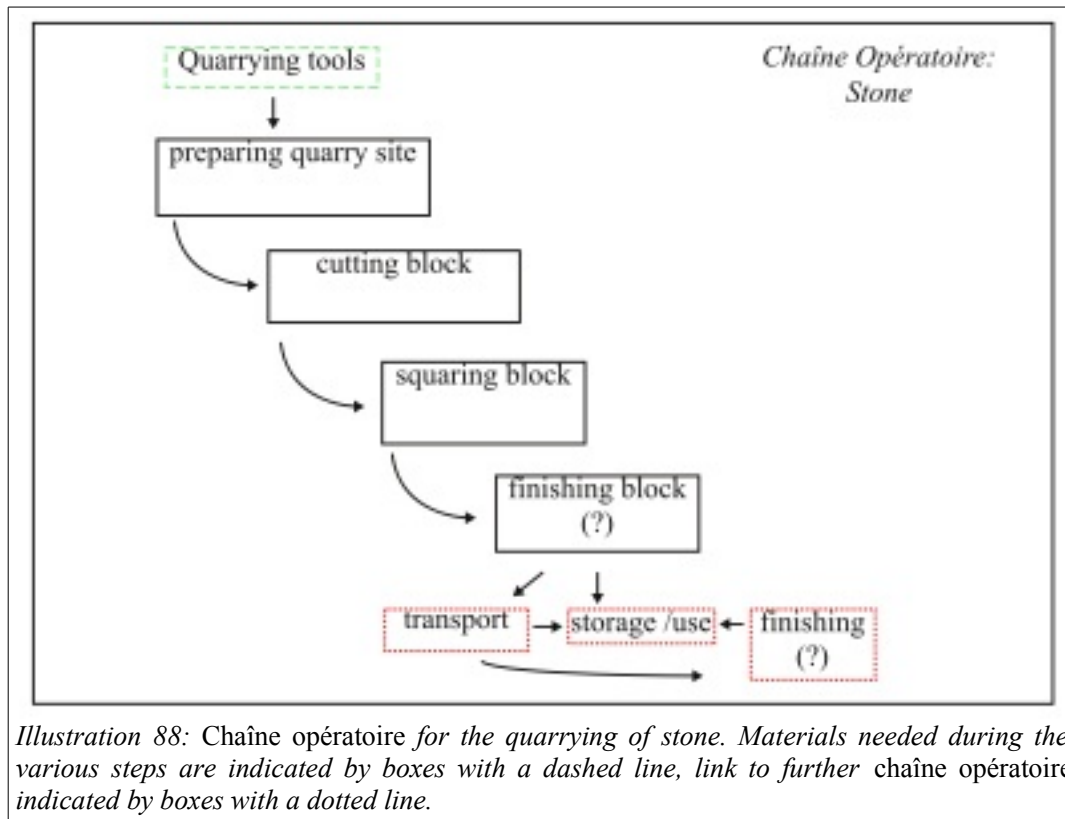 Quarrying tools
Chaîne Opératoire:
Stone
preparing quarry site
cutting block
squaring block
finishing block
(?)
transport
storage /use
finishing
(?)
Illustration 88: Chaîne opératoire for the quarrying of stone. Materials needed during the
various steps are indicated by boxes with a dashed line, link to further chaîne opératoire
indicated by boxes with a dotted line.